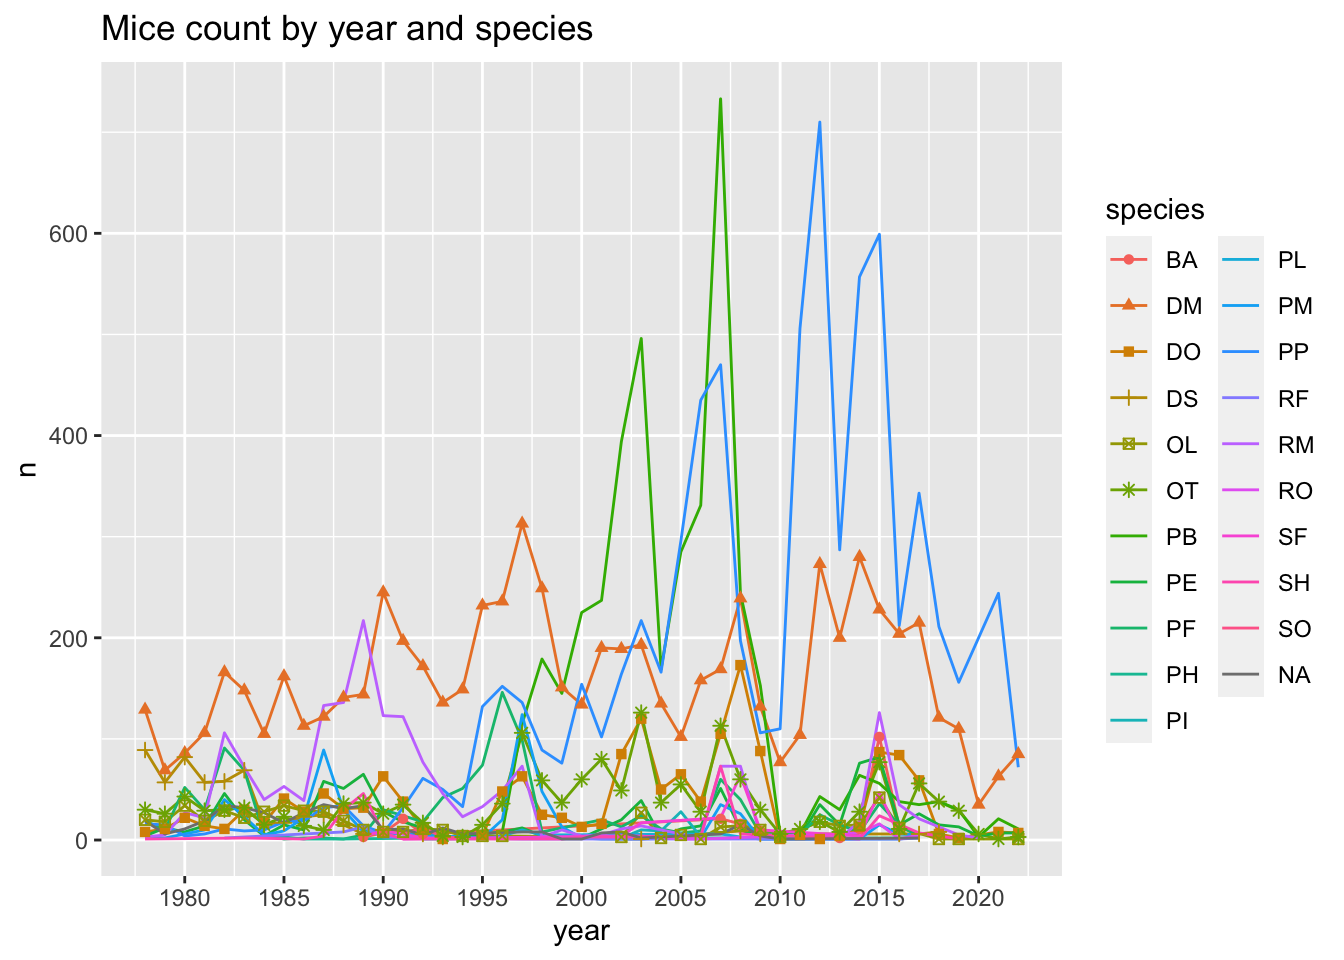 Mice count by year and species
600
400
200
0
n
1980 1985 1990 1995 2000 2005 2010 2015 2020
year
species
BA PL
DM PM
DO PP
DS RF
OL RM
OT RO
PB SF
PE SH
PF SO
PH NA
PI